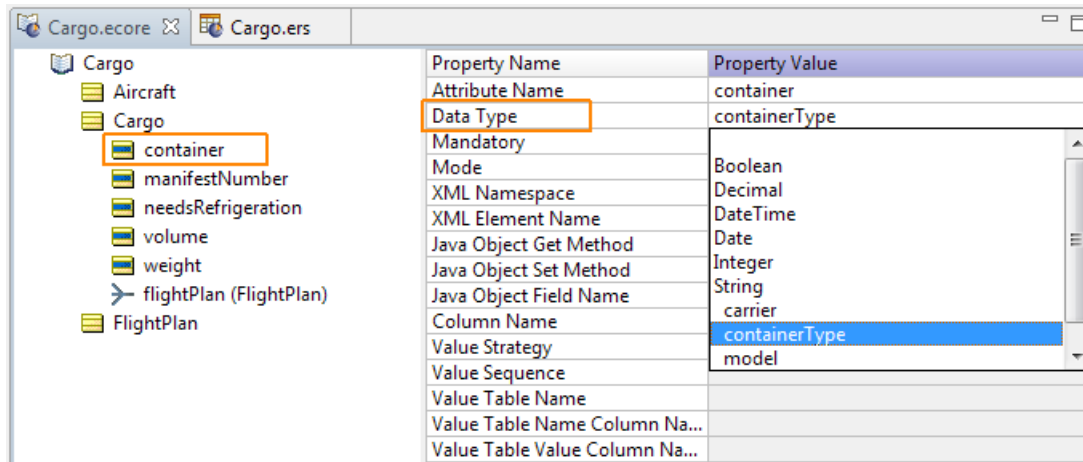 Cargo.ecore Cargo.ers
Cargo
Aircraft
Cargo
container
manifestNumber
needsRefrigeration
volume
weight
flightPlan (FlightPlan)
FlightPlan
Property Name Property Value
Attribute Name container
Data Type containerType
Mandatory
Mode
XML Namespace
XML Element Name
Java Object Get Method
Java Object Set Method
Java Object Field Name
Column Name
Value Strategy
Value Sequence
Value Table Name
Value Table Name Column Na...
Value Table Value Column Na...
Boolean
Decimal
DateTime
Date
Integer
String
carrier
containerType
model